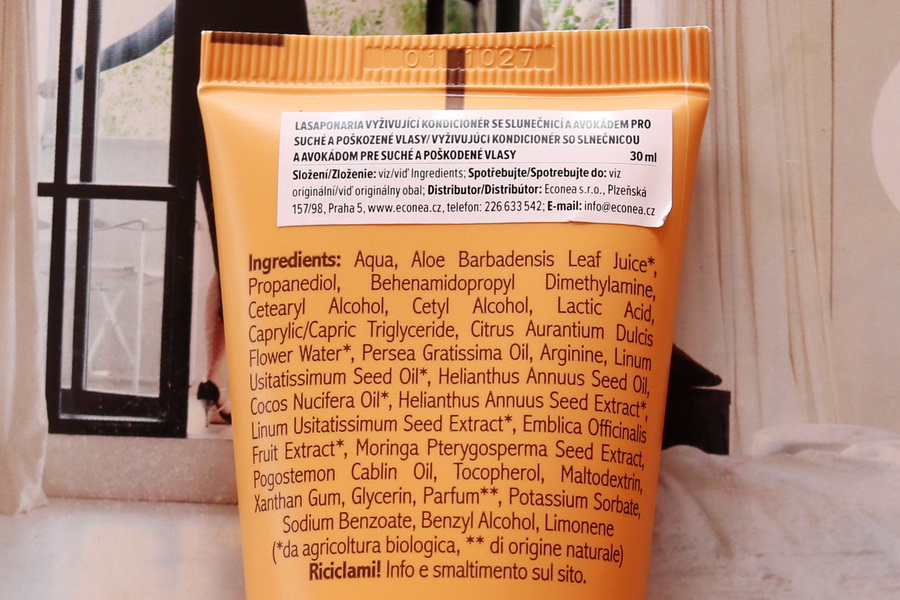 01 1027
LASAPONARIA VYŽIVUJÍCÍ KONDICIONÉR SE SLUNEČNICÍ A AVOKÁDEM PRO
SUCHÉ A POŠKOZENÉ VLASY/ VYŽIVUJÚCI KONDICIONÉR SO SLNEČNICOU
A AVOKÁDOM PRE SUCHÉ A POŠKODENÉ VLASY 30 ml
Složení/Zloženie: viz/viď Ingredients; Spotřebujte/Spotrebujte do: viz
originální/viď originálny obal; Distributor/Distribútor: Econea s.r.o., Plzeňská
157/98, Praha 5, www.econea.cz, telefon: 226 633 542; E-mail: info@econea.cz
Ingredients: Aqua, Aloe Barbadensis Leaf Juice*,
Propanediol, Behenamidopropyl Dimethylamine,
Cetearyl Alcohol, Cetyl Alcohol, Lactic Acid,
Caprylic/Capric Triglyceride, Citrus Aurantium Dulcis
Flower Water*, Persea Gratissima Oil, Arginine, Linum
Usitatissimum Seed Oil*, Helianthus Annuus Seed Oil,
Cocos Nucifera Oil*, Helianthus Annuus Seed Extract*,
Linum Usitatissimum Seed Extract*, Emblica Officinalis
Fruit Extract*, Moringa Pterygosperma Seed Extract,
Pogostemon Cablin Oil, Tocopherol, Maltodextrin,
Xanthan Gum, Glycerin, Parfum**, Potassium Sorbate,
Sodium Benzoate, Benzyl Alcohol, Limonene
(*da agricoltura biologica, ** di origine naturale)
Riciclami! Info e smaltimento sul sito.